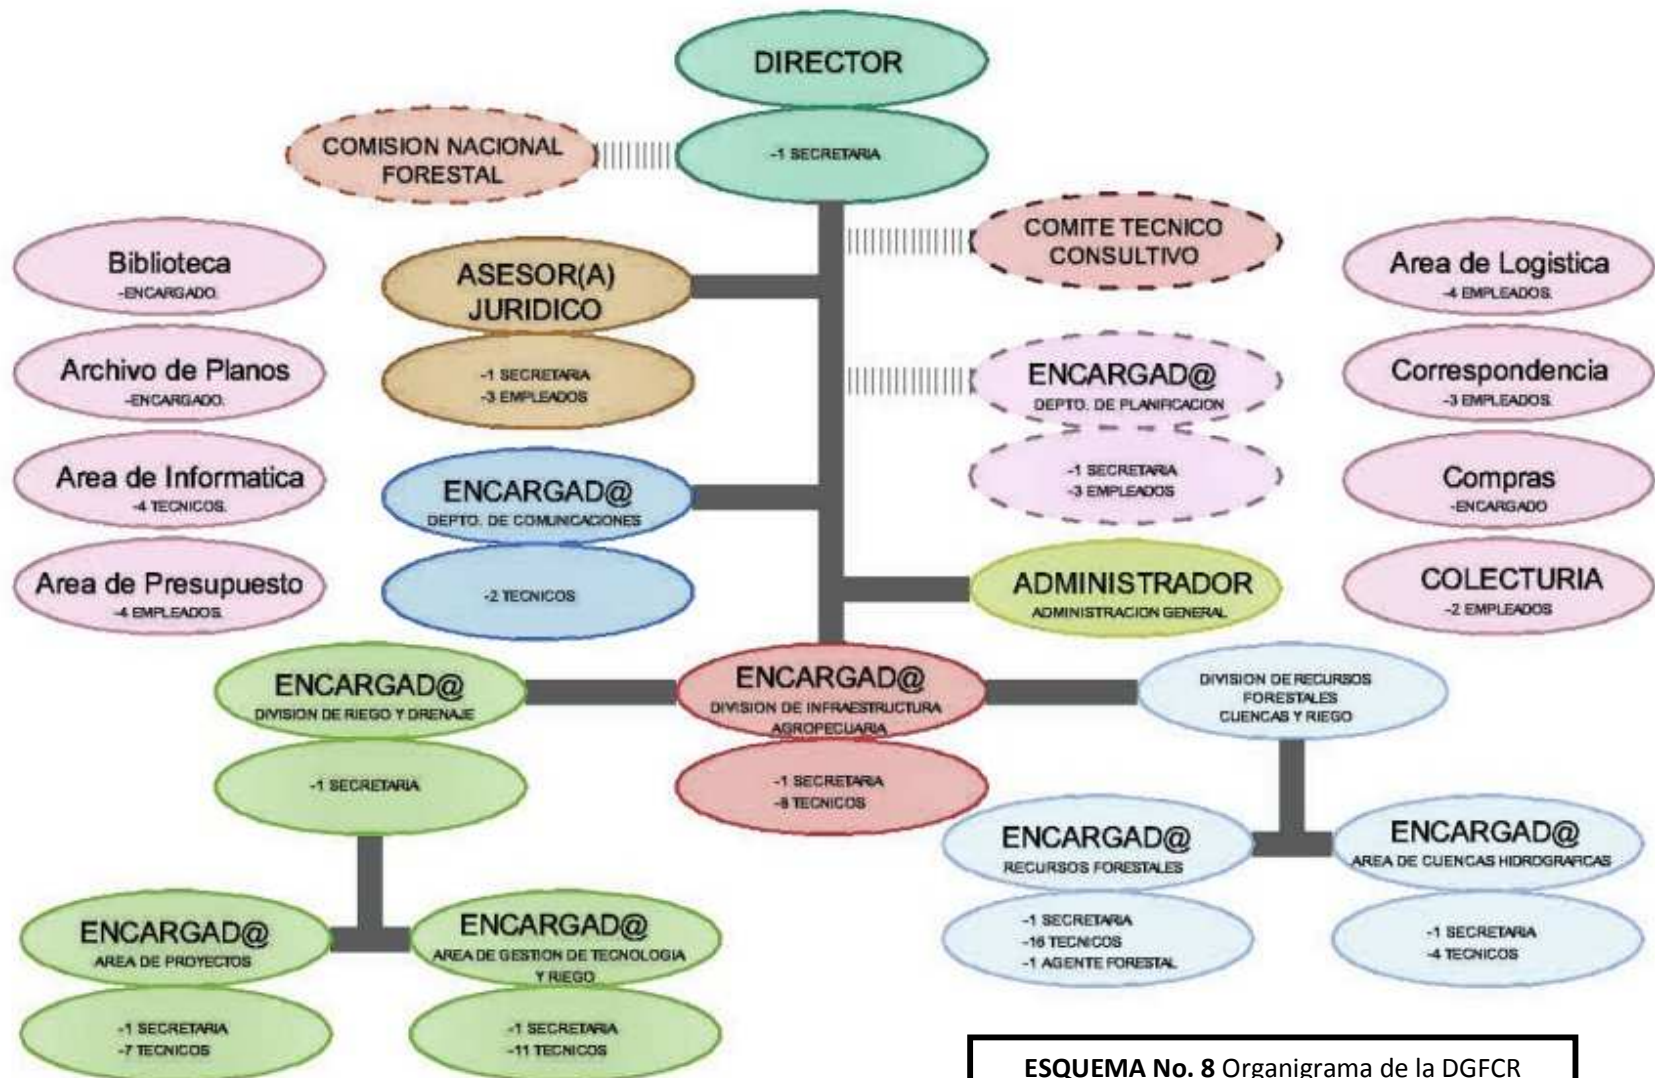 DIRECTOR
-1 SECRETARIA
COMISION NACIONAL
FORESTAL
COMITE TECNICO
CONSULTIVO
ASESOR(A)
JURIDICO
-1 SECRETARIA
-3 EMPLEADOS
ENCARGAD@
DEPTO. DE PLANIFICACION
-1 SECRETARIA
-3 EMPLEADOS
ENCARGAD@
DEPTO. DE COMUNICACIONES
-2 TECNICOS
ADMINISTRADOR
ADMINISTRACION GENERAL
Biblioteca
-ENCARGADO.
Archivo de Planos
-ENCARGADO.
Area de Informatica
-4 TECNICOS.
Area de Presupuesto
-4 EMPLEADOS.
Area de Logistica
-4 EMPLEADOS.
Correspondencia
-3 EMPLEADOS.
Compras
-ENCARGADO
COLECTURIA
-2 EMPLEADOS
ENCARGAD@
DIVISION DE RIEGO Y DRENAJE
-1 SECRETARIA
ENCARGAD@
DIVISION DE INFRAESTRUCTURA
AGROPECUARIA
-1 SECRETARIA
-8 TECNICOS
DIVISION DE RECURSOS
FORESTALES
CUENCAS Y RIEGO
ENCARGAD@
RECURSOS FORESTALES
-1 SECRETARIA
-16 TECNICOS
-1 AGENTE FORESTAL
ENCARGAD@
AREA DE CUENCAS HIDROGRAFICAS
-1 SECRETARIA
-4 TECNICOS
ENCARGAD@
AREA DE PROYECTOS
-1 SECRETARIA
-7 TECNICOS
ENCARGAD@
AREA DE GESTION DE TECNOLOGIA
Y RIEGO
-1 SECRETARIA
-11 TECNICOS
ESQUEMA No. 8 Organigrama de la DGFCR